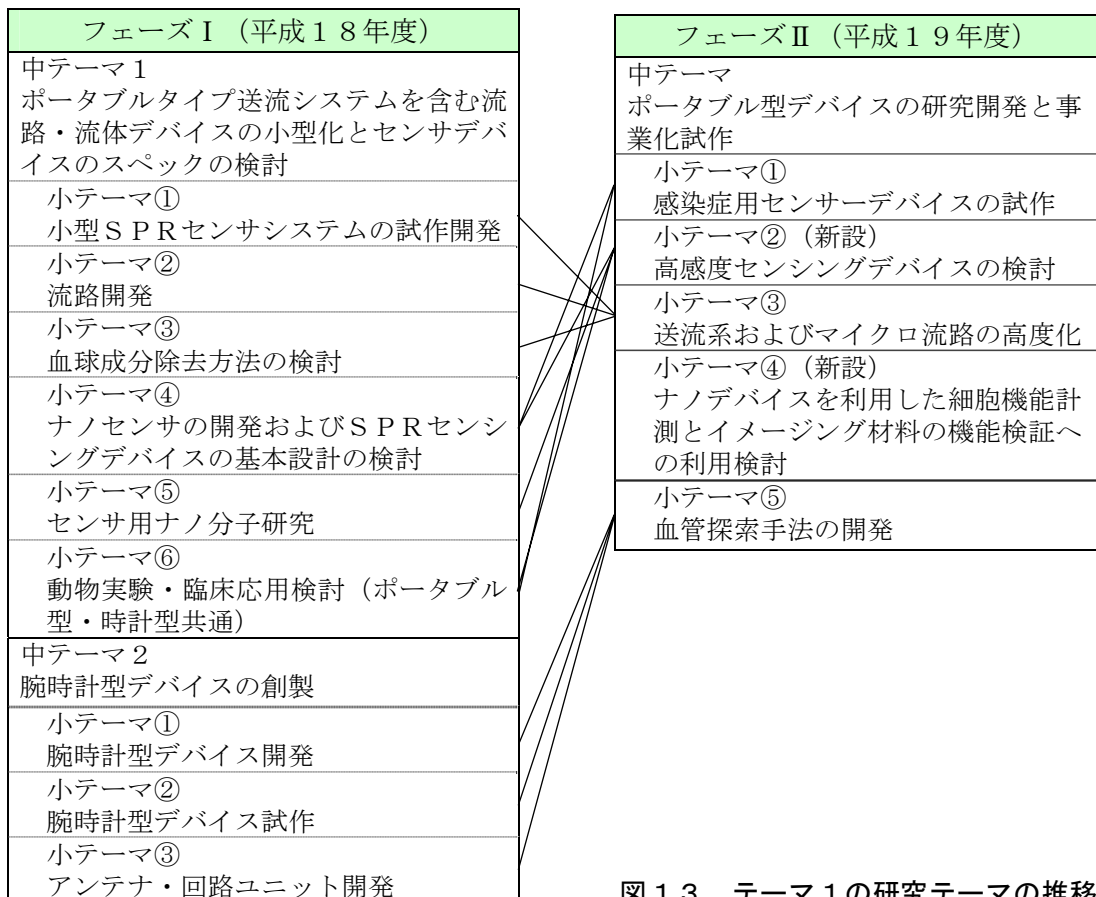 フェーズⅠ（平成１８年度）
中テーマ１
ポータブルタイプ送流システムを含む流
路・流体デバイスの小型化とセンサデバ
イスのスペックの検討
小テーマ①
小型ＳＰＲセンサシステムの試作開発
小テーマ②
流路開発
小テーマ③
血球成分除去方法の検討
小テーマ④
ナノセンサの開発およびＳＰＲセンシ
ングデバイスの基本設計の検討
小テーマ⑤
センサ用ナノ分子研究
小テーマ⑥
動物実験・臨床応用検討（ポータブル
型・時計型共通）
中テーマ２
腕時計型デバイスの創製
小テーマ①
腕時計型デバイス開発
小テーマ②
腕時計型デバイス試作
小テーマ③
アンテナ・回路ユニット開発
フェーズⅡ（平成１９年度）
中テーマ
ポータブル型デバイスの研究開発と事
業化試作
小テーマ①
感染症用センサーデバイスの試作
小テーマ②（新設）
高感度センシングデバイスの検討
小テーマ③
送流系およびマイクロ流路の高度化
小テーマ④（新設）
ナノデバイスを利用した細胞機能計
測とイメージング材料の機能検証へ
の利用検討
小テーマ⑤
血管探索手法の開発
図１.３　テーマ１の研究テーマの推移